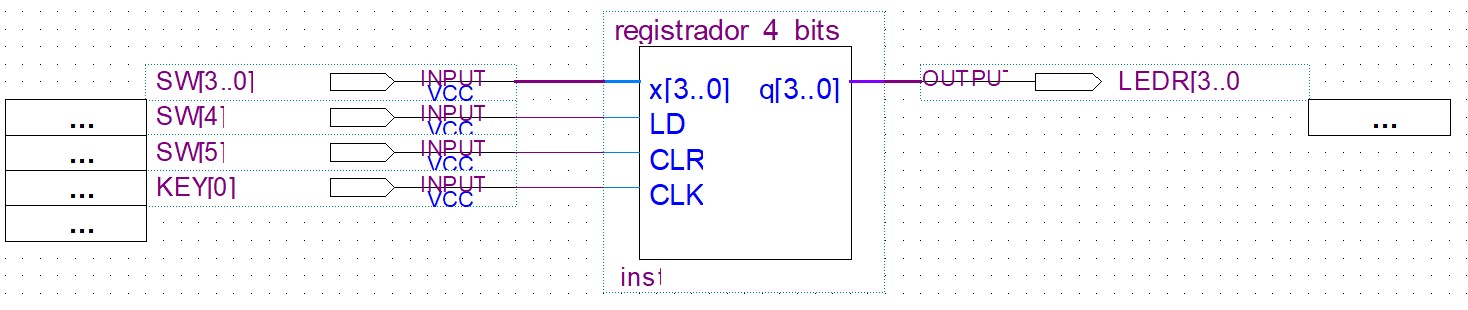 registrador 4 bits
SW[3..0] INPUT VCC x[3..0] q[3..0] OUTPUT LEDR[3..0
... SW[4] INPUT VCC LD ...
... SW[5] INPUT VCC CLR
... KEY[0] INPUT VCC CLK
...
inst